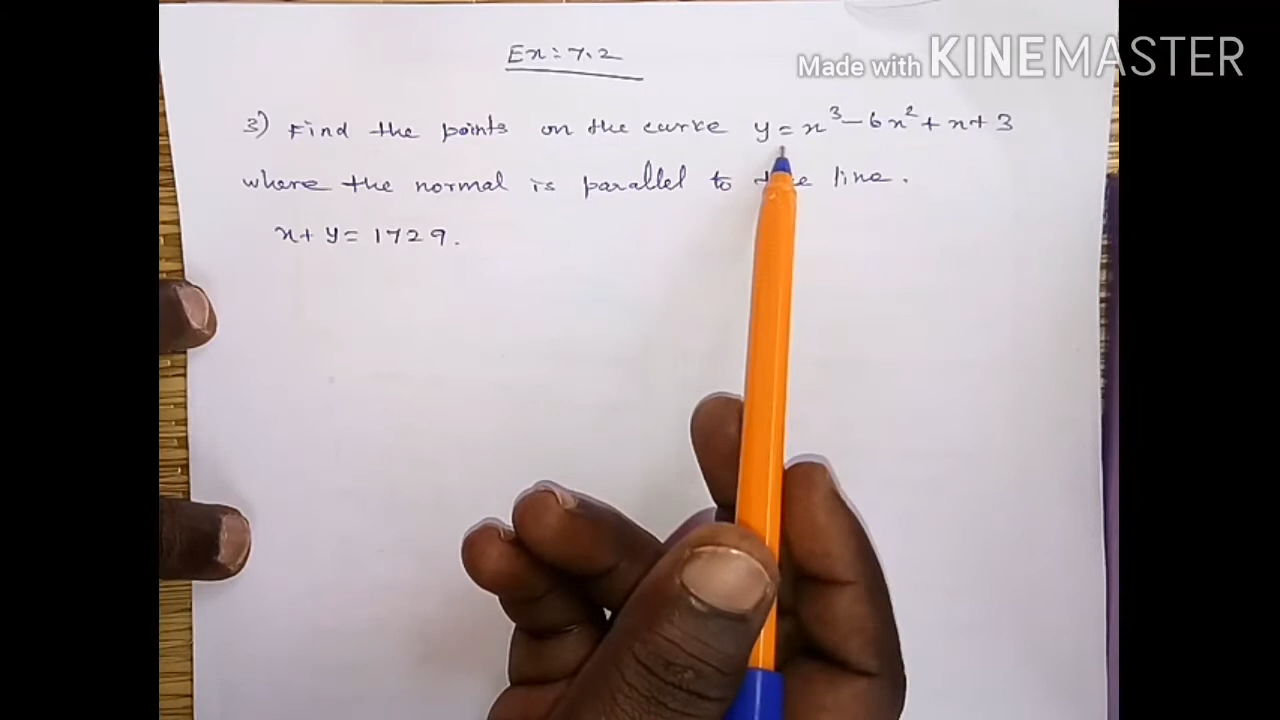 Made with KINEMASTER
Ex: 7.2
3) Find the points on the curve y = x³ - 6x² + x + 3
where the normal is parallel to line.
x + y = 1729.